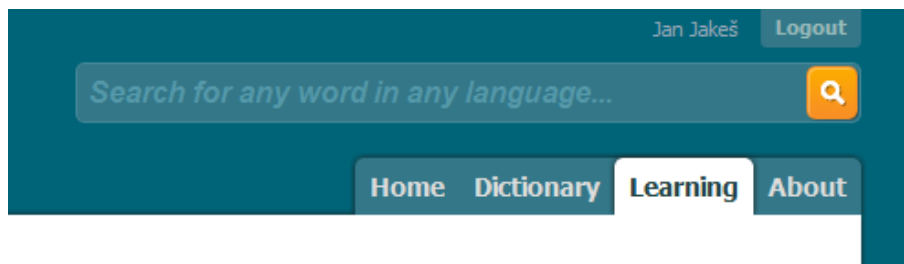 Jan Jakeš Logout
Search for any word in any language...
Home Dictionary Learning About